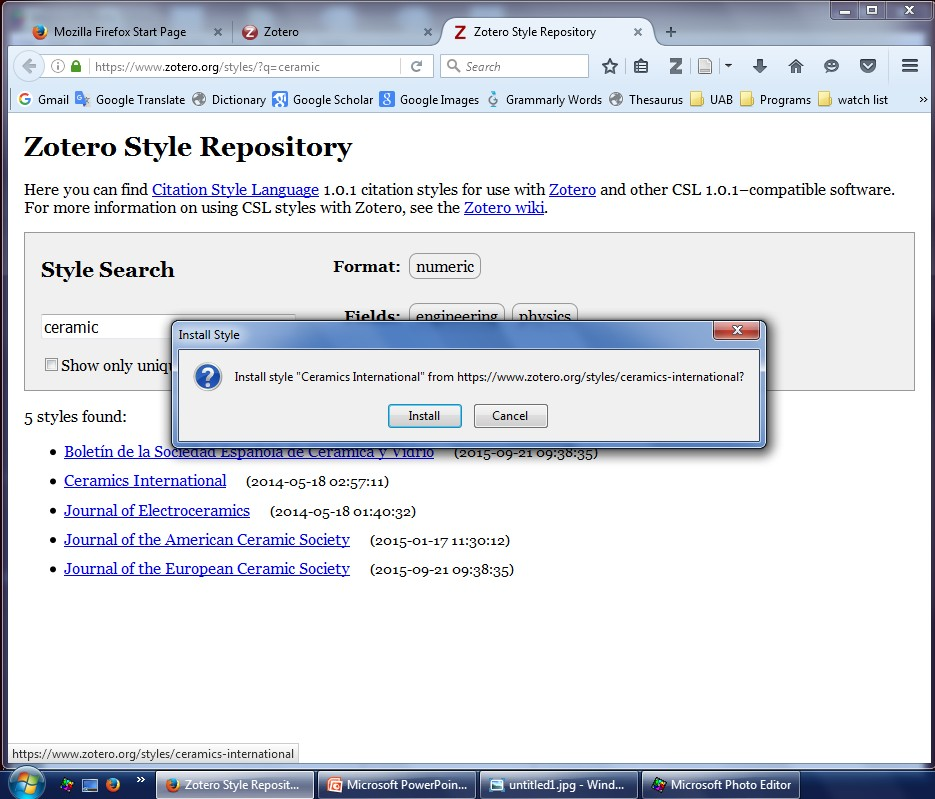 Mozilla Firefox Start Page
Zotero
Zotero Style Repository
https://www.zotero.org/styles/?q=ceramic
Search
Gmail Google Translate Dictionary Google Scholar Google Images Grammarly Words Thesaurus UAB Programs watch list »
Zotero Style Repository
Here you can find Citation Style Language 1.0.1 citation styles for use with Zotero and other CSL 1.0.1–compatible software.
For more information on using CSL styles with Zotero, see the Zotero wiki.
Style Search
Format: numeric
Fields: engineering physics
ceramic
Show only uniqu
Install Style
Install style "Ceramics International" from https://www.zotero.org/styles/ceramics-international?
Install Cancel
5 styles found:
Boletín de la Sociedad Española de Cerámica y Vidrio (2015-09-21 09:38:35)
Ceramics International (2014-05-18 02:57:11)
Journal of Electroceramics (2014-05-18 01:40:32)
Journal of the American Ceramic Society (2015-01-17 11:30:12)
Journal of the European Ceramic Society (2015-09-21 09:38:35)
https://www.zotero.org/styles/ceramics-international
» Zotero Style Reposit... Microsoft PowerPoin... untitled1.jpg - Wind... Microsoft Photo Editor